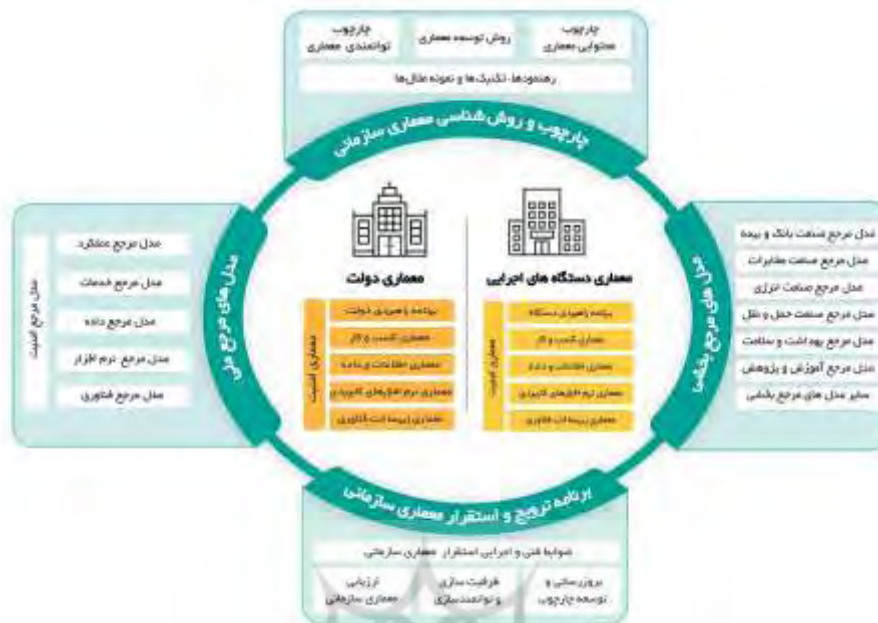 چارچوب
محتوایی معماری
روش توسعه معماری
چارچوب
توانمندی معماری
رهنمودها، تکنیک‌ها و نمونه مثال‌ها
چارچوب و روش شناسی معماری سازمانی
مدل های مرجع بخشی
مدل مرجع صنعت بانک و بیمه
مدل مرجع صنعت مخابرات
مدل مرجع صنعت انرژی
مدل مرجع صنعت حمل و نقل
مدل مرجع بهداشت و سلامت
مدل مرجع آموزش و پژوهش
سایر مدل های مرجع بخشی
معماری دستگاه های اجرایی
برنامه راهبردی دستگاه
معماری کسب و کار
معماری اطلاعات و داده
معماری نرم افزارهای کاربردی
معماری زیرساخت فناوری
معماری امنیت
معماری دولت
برنامه راهبردی دولت
معماری کسب و کار
معماری اطلاعات و داده
معماری نرم افزارهای کاربردی
معماری زیرساخت فناوری
معماری امنیت
مدل های مرجع ملی
مدل مرجع عملکرد
مدل مرجع خدمات
مدل مرجع داده
مدل مرجع نرم افزار
مدل مرجع فناوری
مدل مرجع امنیت
برنامه ترویج و استقرار معماری سازمانی
ضوابط فنی و اجرایی استقرار معماری سازمانی
بروزرسانی و
توسعه چارچوب
ظرفیت سازی
و توانمندسازی
ارزیابی
معماری سازمانی